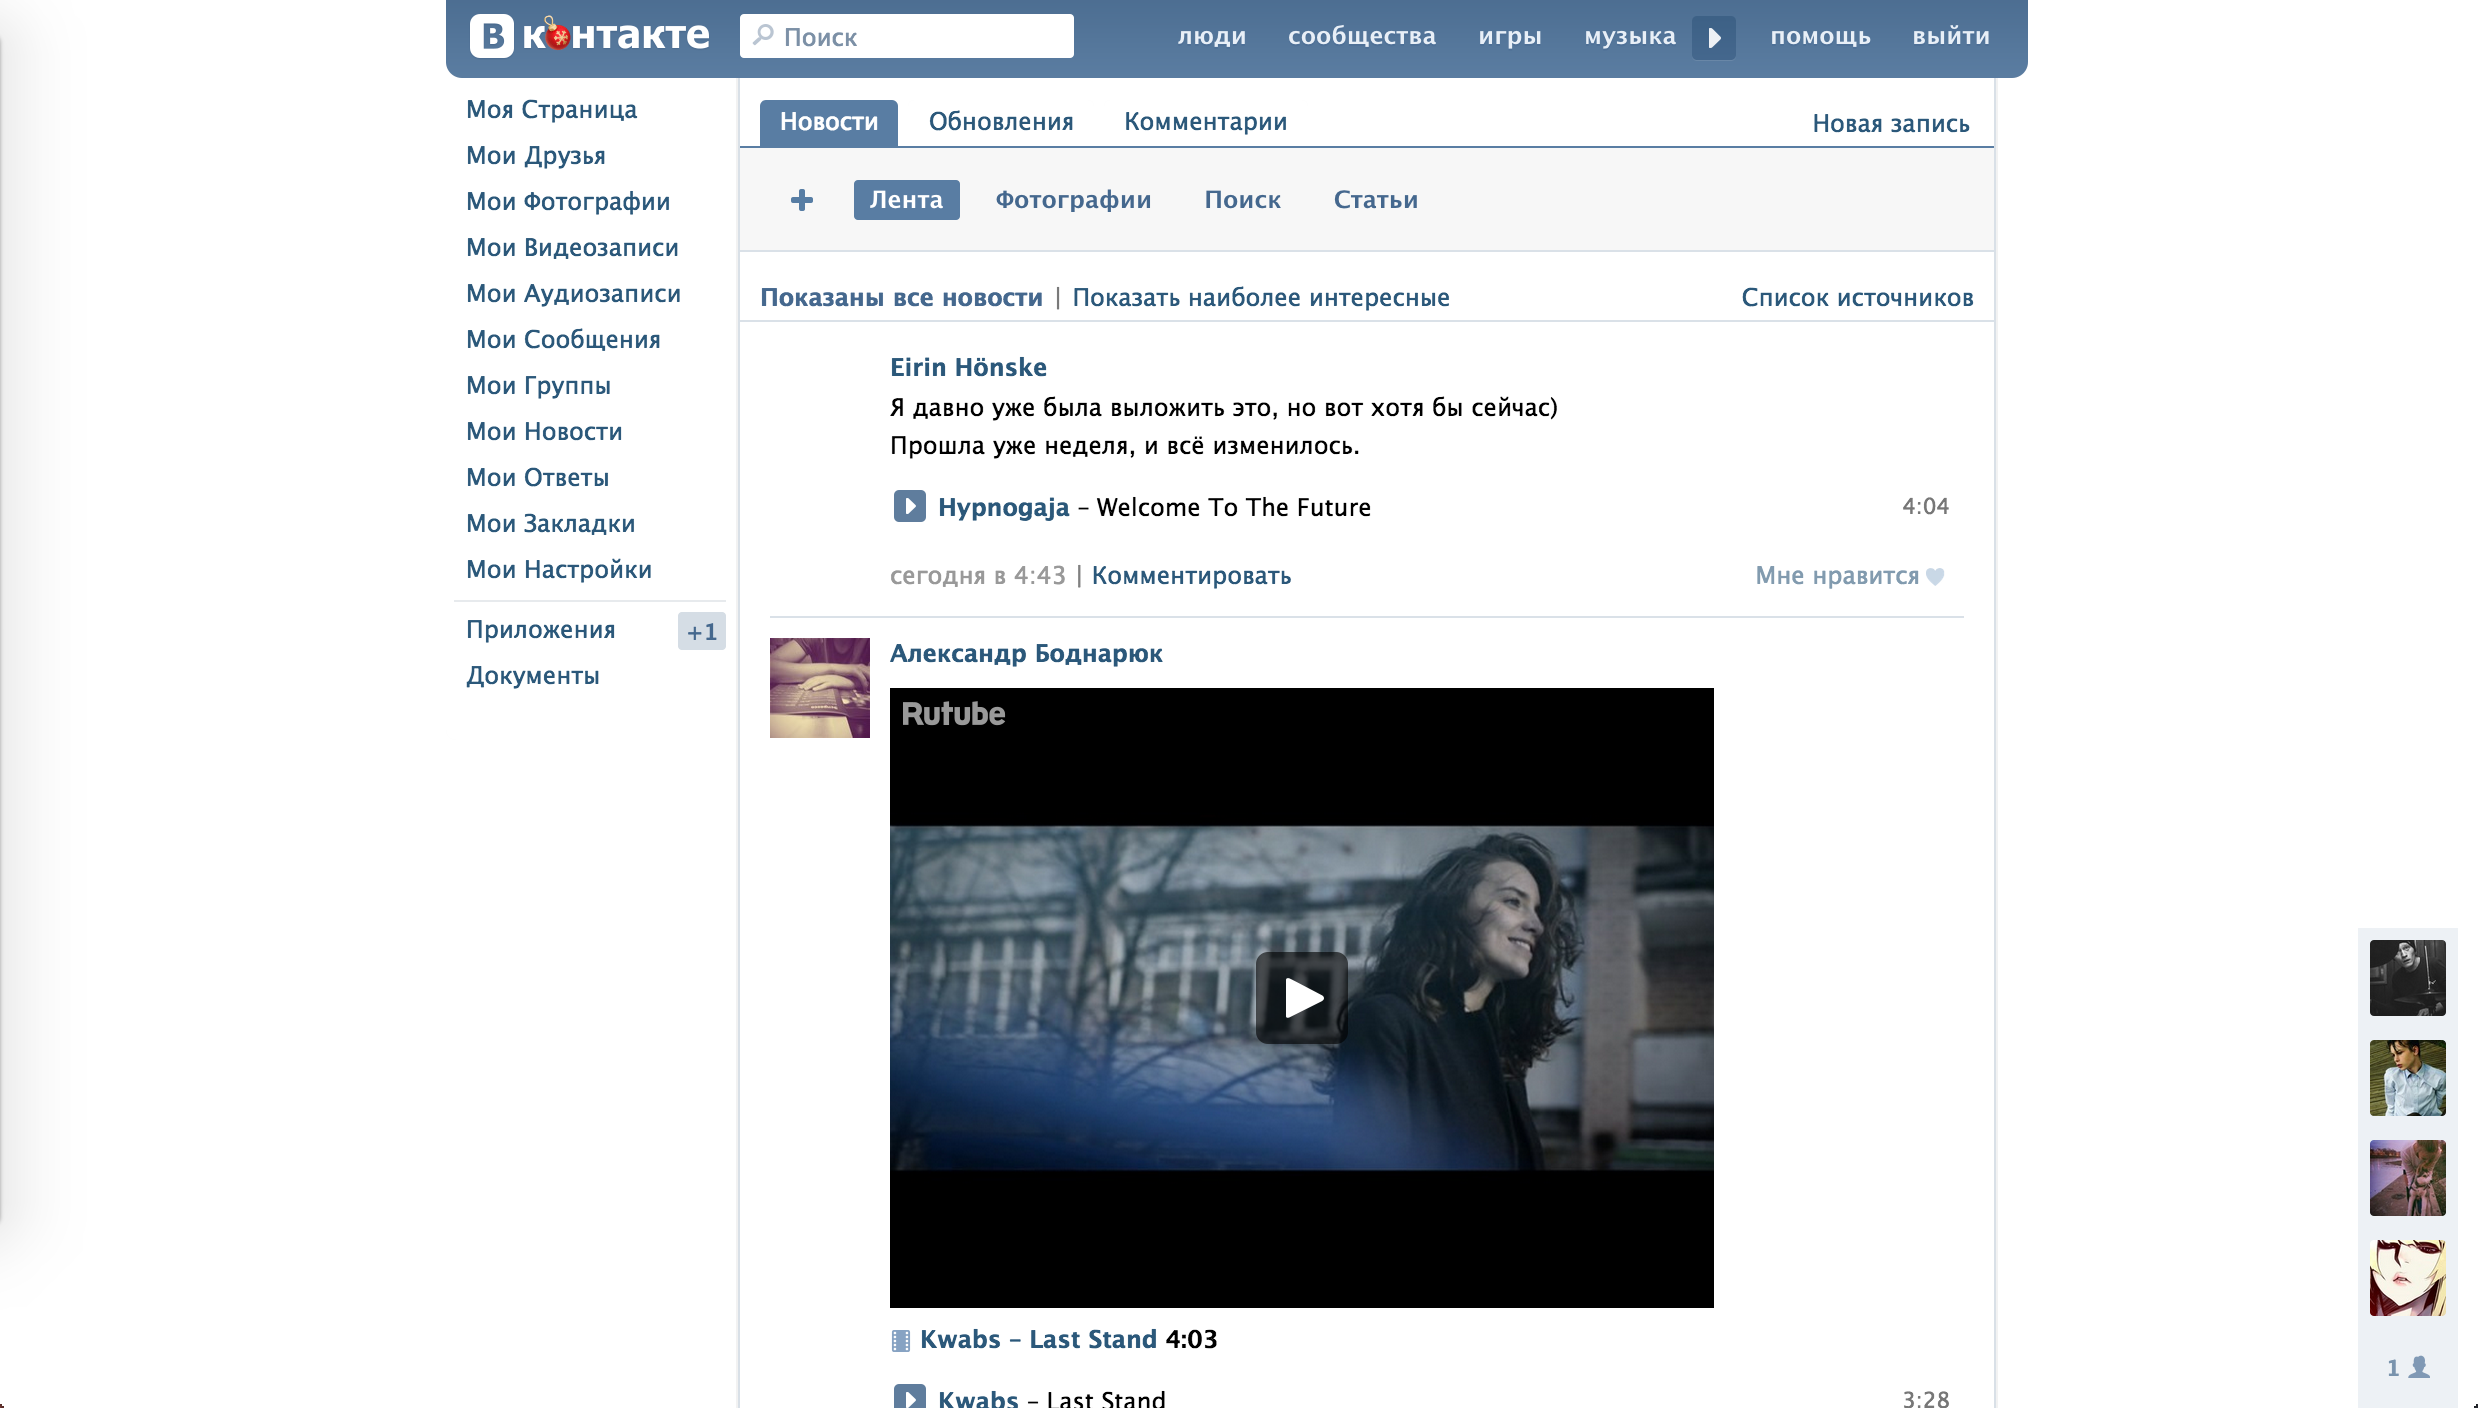 В контакте
Поиск
люди сообщества игры музыка помощь выйти
Моя Страница
Мои Друзья
Мои Фотографии
Мои Видеозаписи
Мои Аудиозаписи
Мои Сообщения
Мои Группы
Мои Новости
Мои Ответы
Мои Закладки
Мои Настройки
Приложения +1
Документы
Новости Обновления Комментарии Новая запись
+ Лента Фотографии Поиск Статьи
Показаны все новости | Показать наиболее интересные Список источников
Eirin Hönske
Я давно уже была выложить это, но вот хотя бы сейчас)
Прошла уже неделя, и всё изменилось.
Hypnogaja – Welcome To The Future 4:04
сегодня в 4:43 | Комментировать Мне нравится
Александр Боднарюк
Rutube
Kwabs – Last Stand 4:03
Kwabs – Last Stand 3:28
1